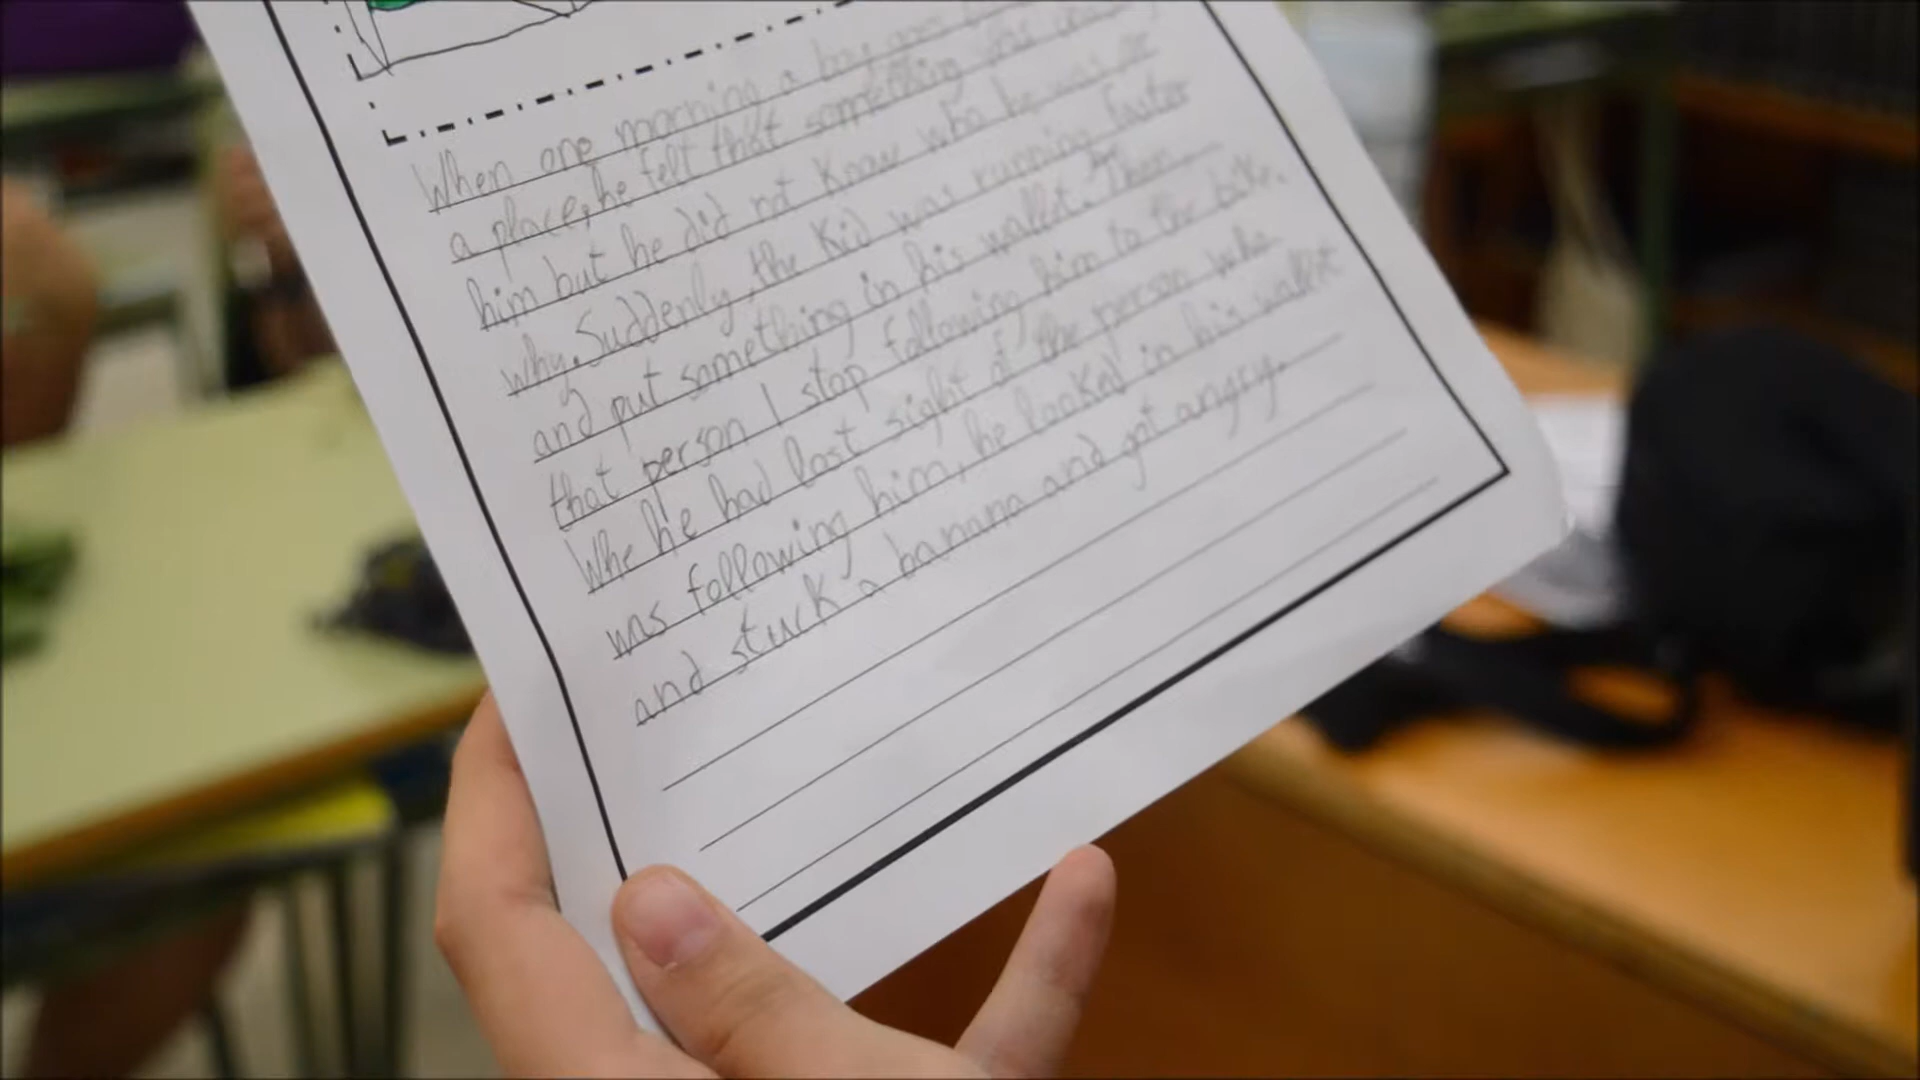 When one morning a boy was
a place, he felt that something was
him but he did not Know who he was or
why. Suddenly, the Kid was running faster
and put something in his wallet. Then
that person I stop following him to the
Whe he had lost sight of the person who
was following him, he looked in his wallet
and stuck a banana and got angry.